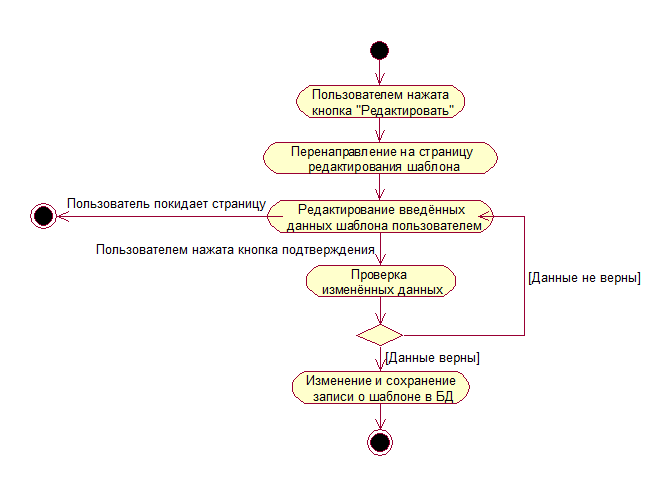 Пользователем нажата
кнопка "Редактировать"
Перенаправление на страницу
редактирования шаблона
Пользователь покидает страницу
Редактирование введённых
данных шаблона пользователем
Пользователем нажата кнопка подтверждения
Проверка
изменённых данных
[Данные не верны]
[Данные верны]
Изменение и сохранение
записи о шаблоне в БД